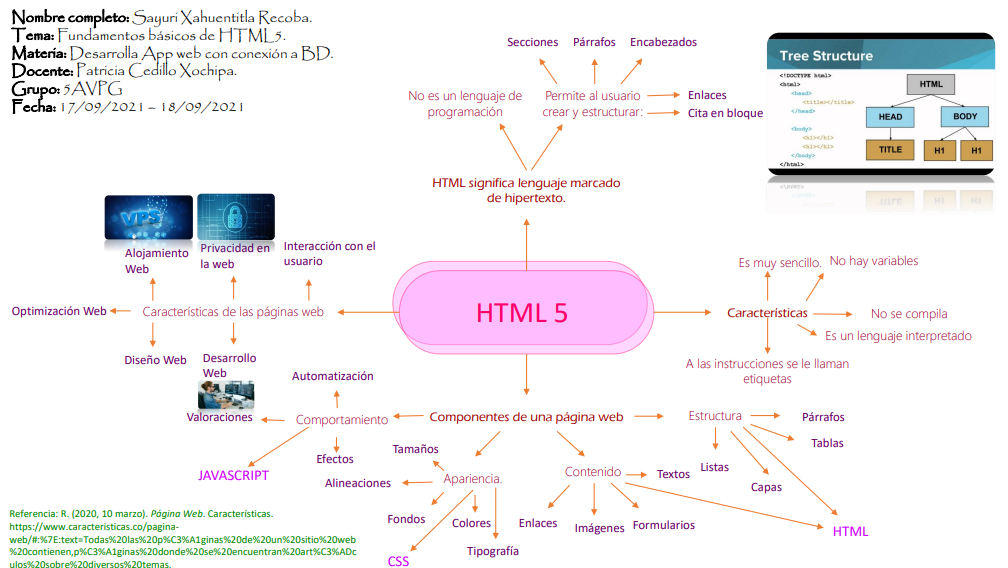 Nombre completo: Sayuri Xahuentitla Recoba.
Tema: Fundamentos básicos de HTML5.
Materia: Desarrolla App web con conexión a BD.
Docente: Patricia Cedillo Xochipa.
Grupo: 5AVPG
Fecha: 17/09/2021 – 18/09/2021
Secciones
Párrafos
Encabezados
No es un lenguaje de
programación
Permite al usuario
crear y estructurar:
Enlaces
Cita en bloque
HTML significa lenguaje marcado
de hipertexto.
Tree Structure
<!DOCTYPE html>
<html>
<head>
<title></title>
</head>
<body>
<h1></h1>
<h1></h1>
</body>
</html>
HTML
HEAD
BODY
TITLE
H1
H1
VPS
Alojamiento
Web
Privacidad en
la web
Interacción con el
usuario
Optimización Web
Características de las páginas web
Diseño Web
Desarrollo
Web
HTML 5
Es muy sencillo.
No hay variables
Características
No se compila
Es un lenguaje interpretado
A las instrucciones se le llaman
etiquetas
Componentes de una página web
Automatización
Valoraciones
Comportamiento
Efectos
JAVASCRIPT
Tamaños
Alineaciones
Apariencia.
Fondos
Colores
Tipografía
CSS
Contenido
Textos
Enlaces
Imágenes
Formularios
Estructura
Párrafos
Tablas
Listas
Capas
HTML
Referencia: R. (2020, 10 marzo). Página Web. Características.
https://www.caracteristicas.co/pagina-
web/#:%7E:text=Todas%20las%20p%C3%A1ginas%20de%20un%20sitio%20web
%20contienen,p%C3%A1ginas%20donde%20se%20encuentran%20art%C3%ADc
ulos%20sobre%20diversos%20temas.